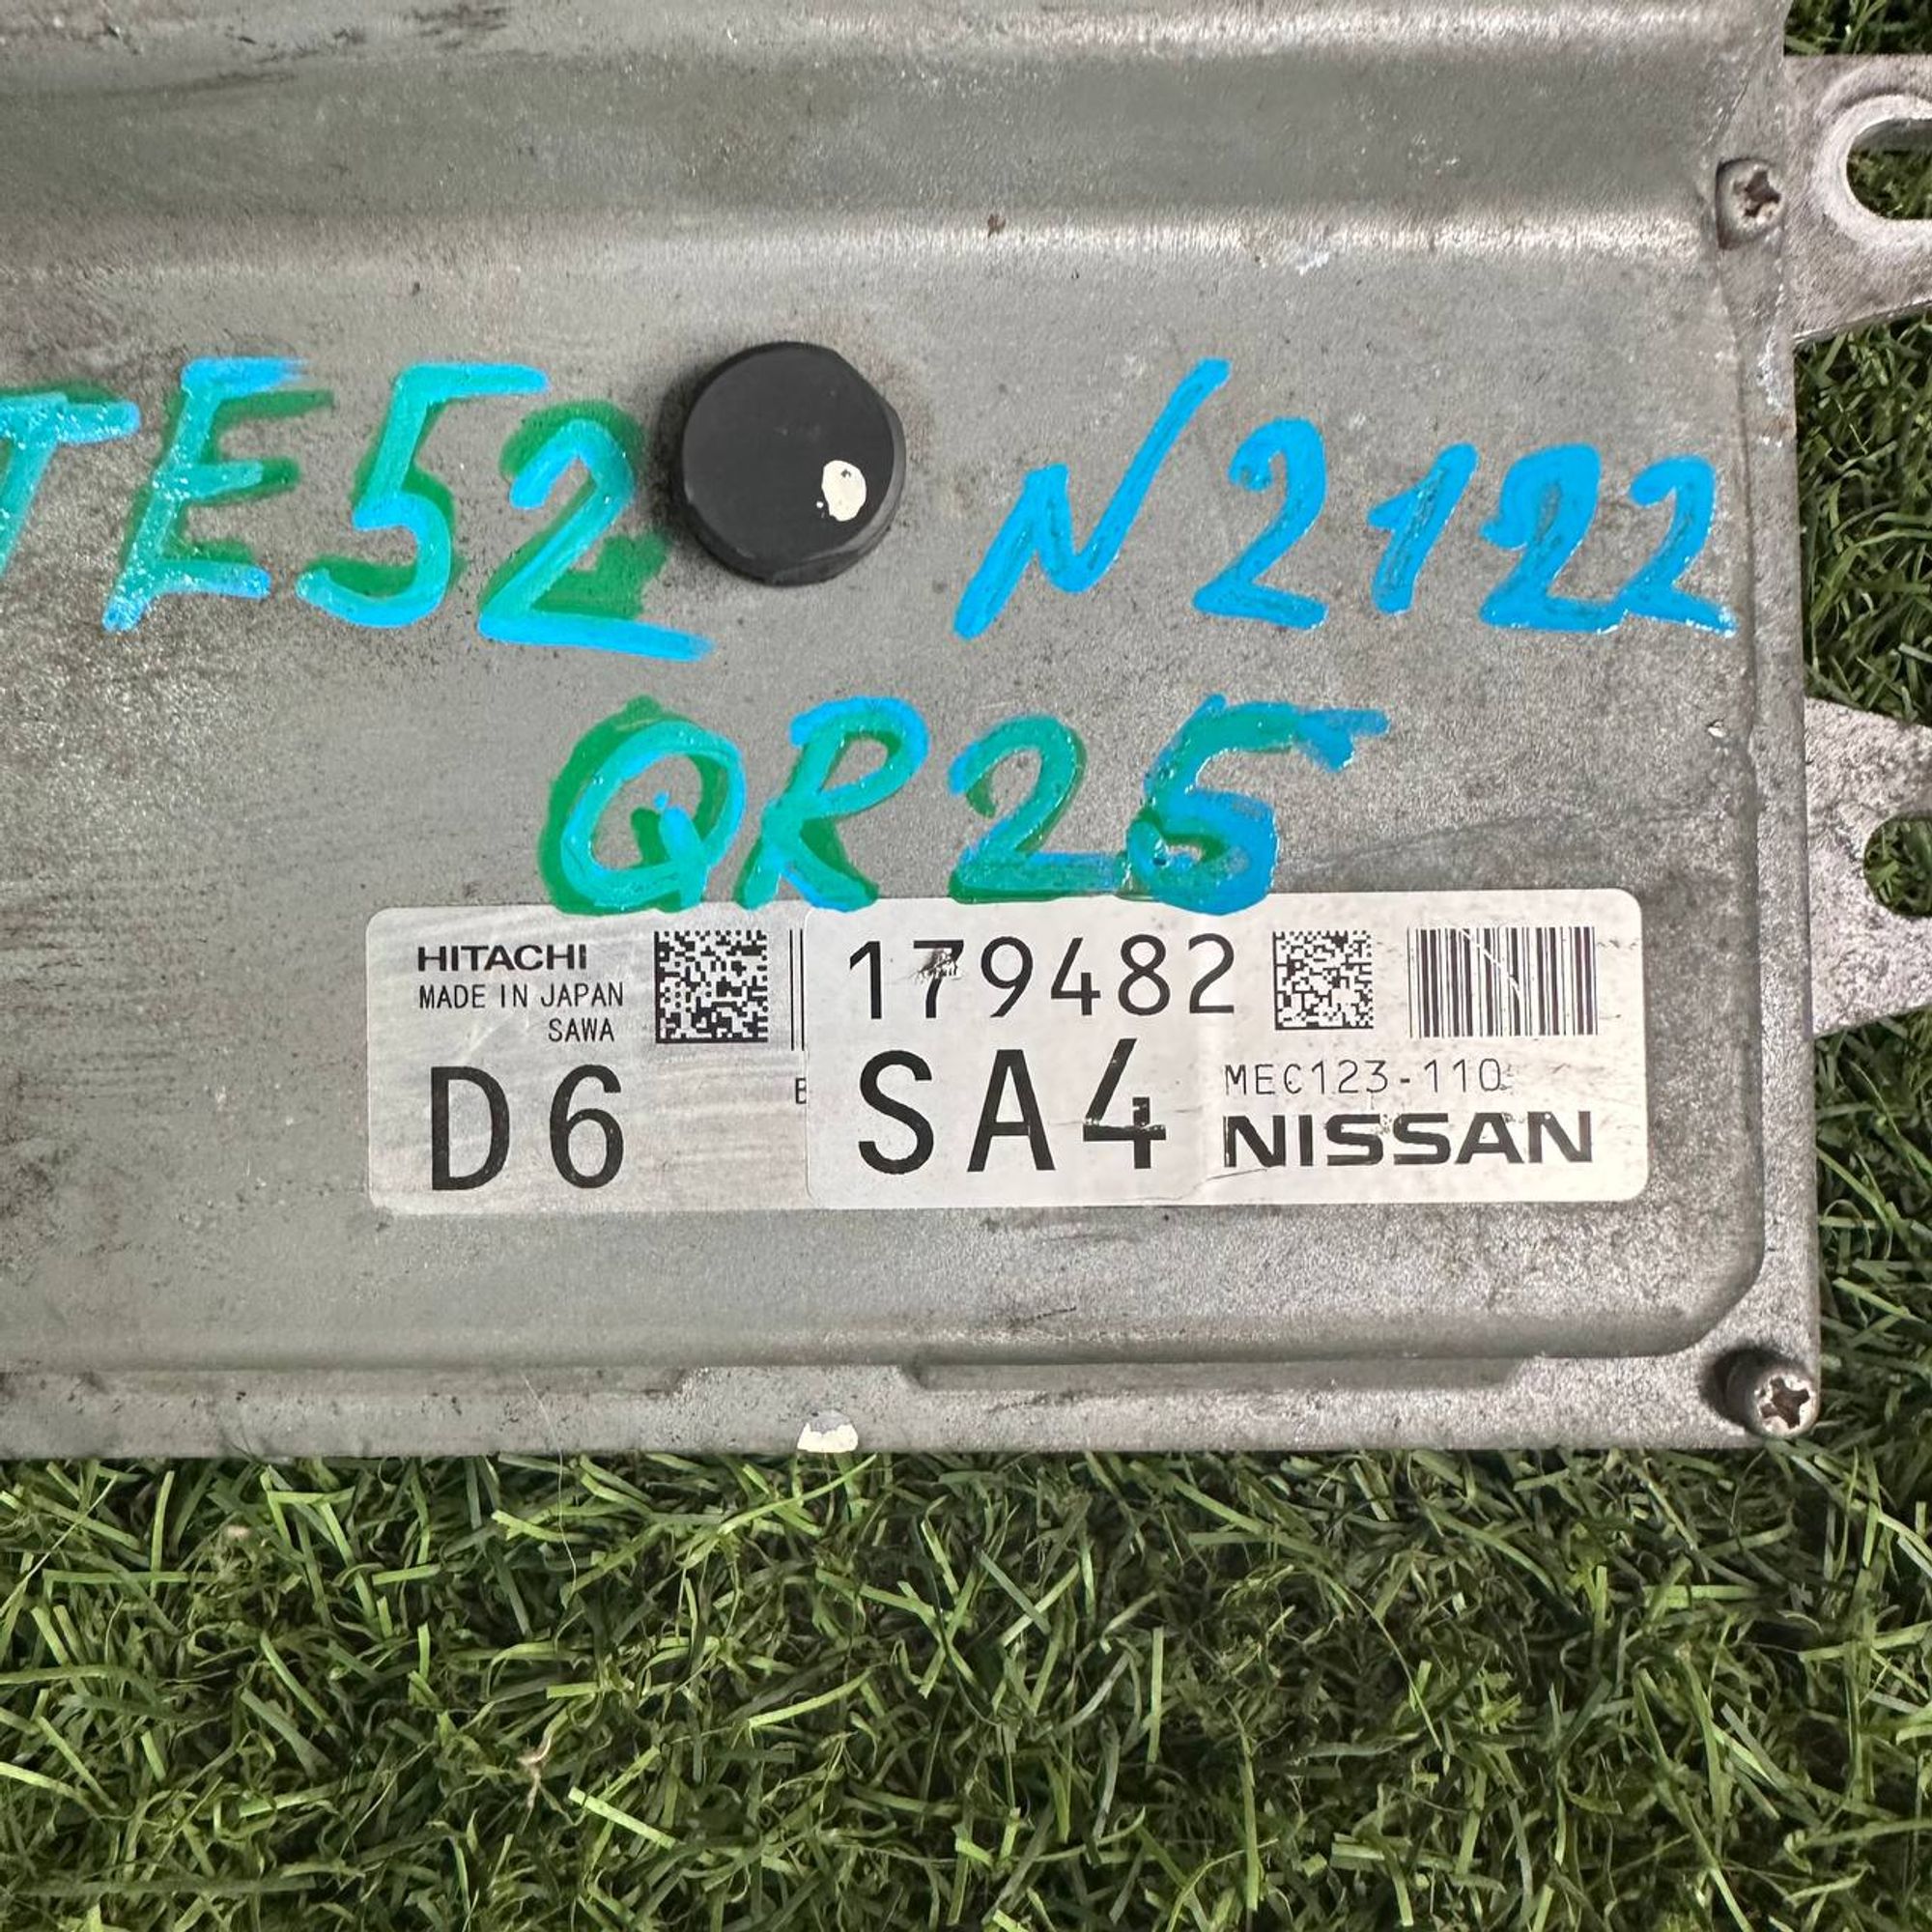 TE52 N2122
QR25
HITACHI
MADE IN JAPAN
SAWA
D6
179482
SA4
MEC123-110
NISSAN